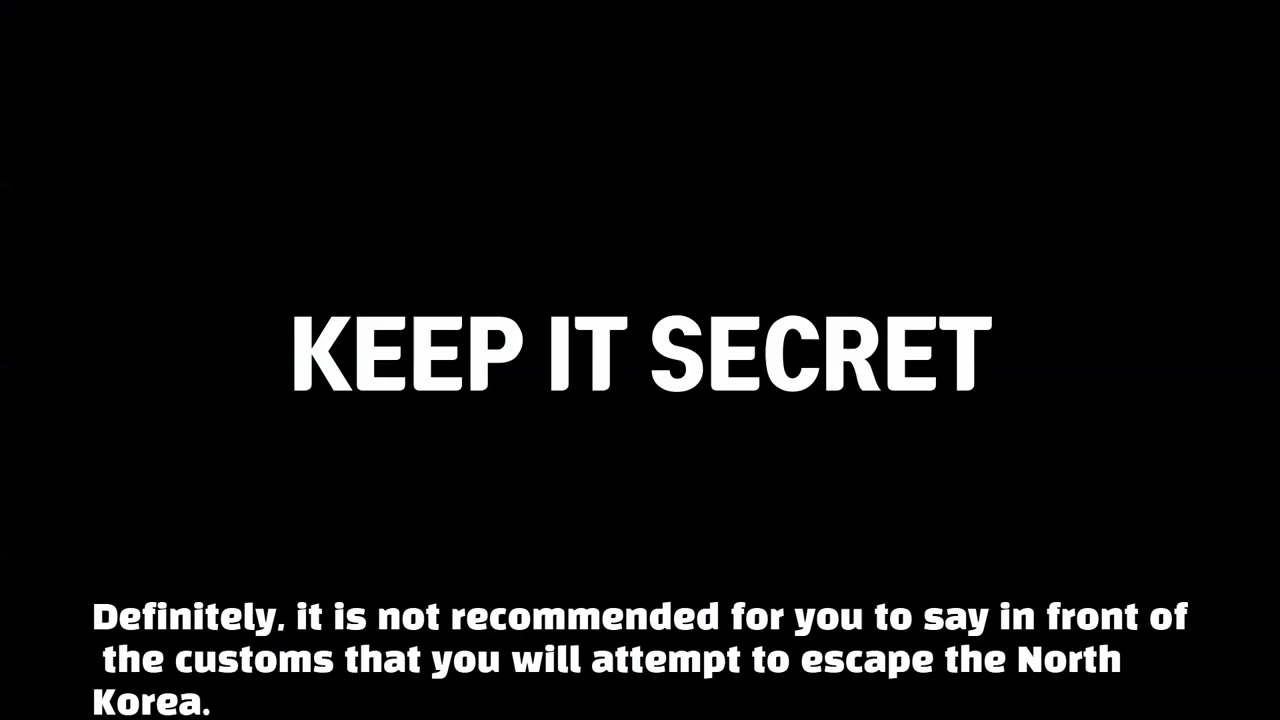 KEEP IT SECRET
Definitely, it is not recommended for you to say in front of
the customs that you will attempt to escape the North
Korea.